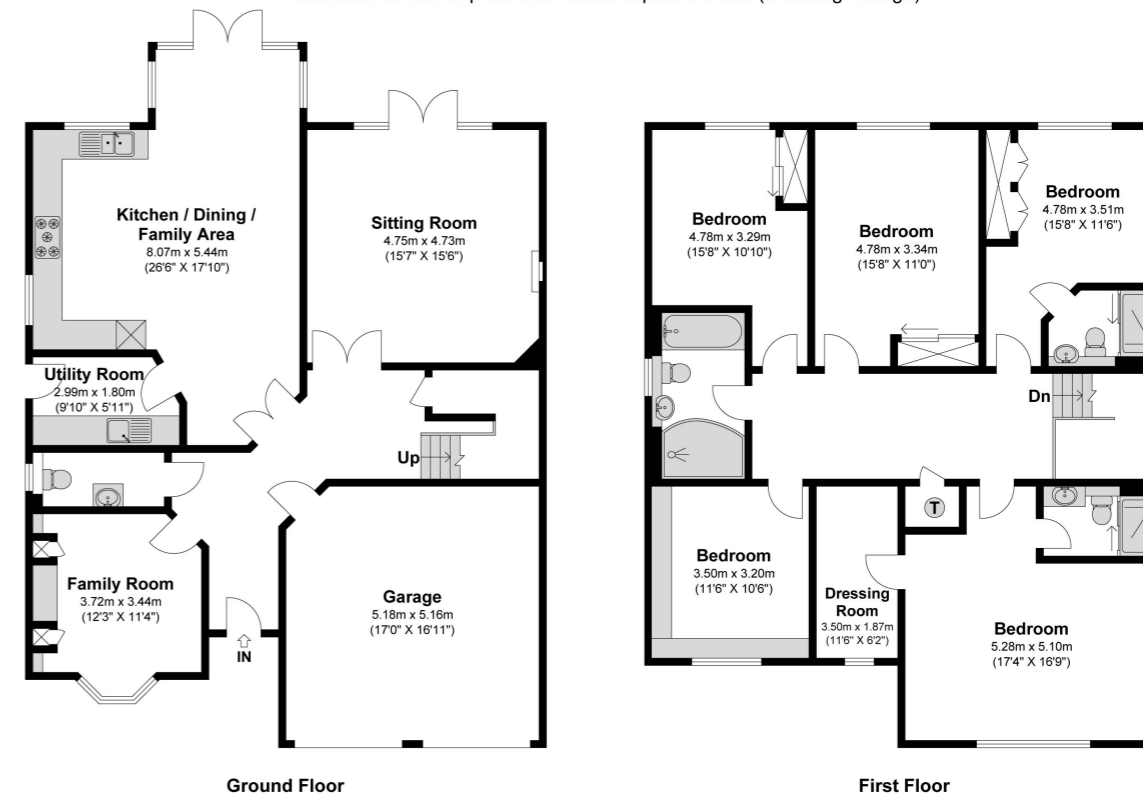 Kitchen / Dining /
Family Area
8.07m x 5.44m
(26'6" X 17'10")
Sitting Room
4.75m x 4.73m
(15'7" X 15'6")
Utility Room
2.99m x 1.80m
(9'10" X 5'11")
Up
Family Room
3.72m x 3.44m
(12'3" X 11'4")
Garage
5.18m x 5.16m
(17'0" X 16'11")
IN
Ground Floor
Bedroom
4.78m x 3.29m
(15'8" X 10'10")
Bedroom
4.78m x 3.34m
(15'8" X 11'0")
Bedroom
4.78m x 3.51m
(15'8" X 11'6")
Dn
T
Bedroom
3.50m x 3.20m
(11'6" X 10'6")
Dressing
Room
3.50m x 1.87m
(11'6" X 6'2")
Bedroom
5.28m x 5.10m
(17'4" X 16'9")
First Floor